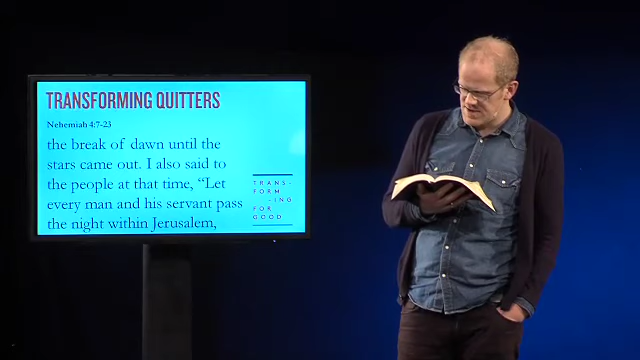 TRANSFORMING QUITTERS
Nehemiah 4:7-23
the break of dawn until the
stars came out. I also said to
the people at that time, “Let
every man and his servant pass
the night within Jerusalem,
TRANS-
FORM
-ING
FOR
GOOD